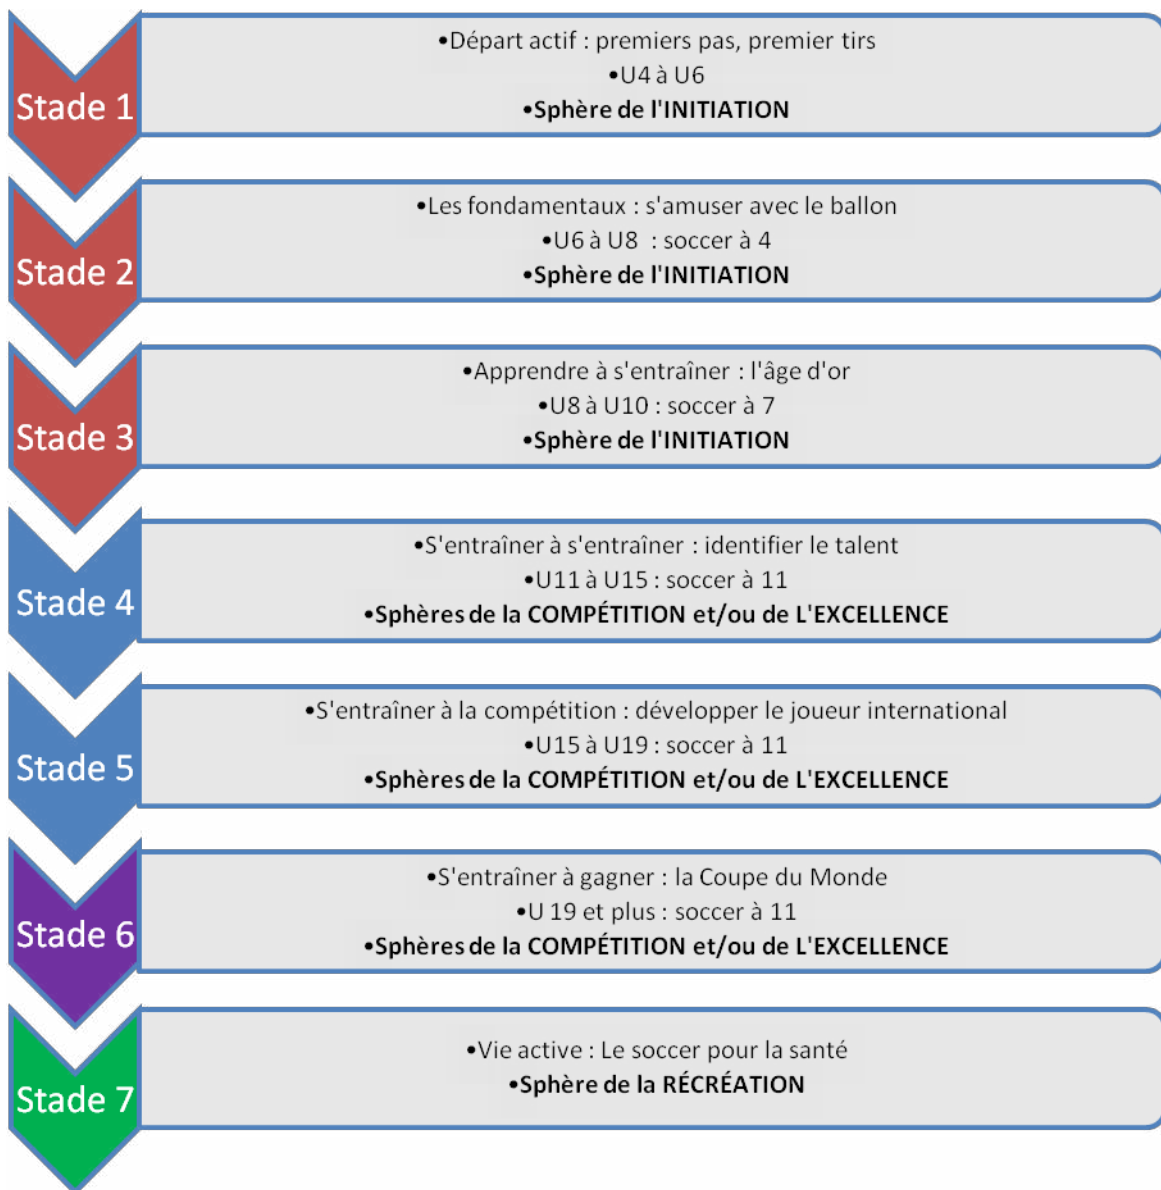 Stade 1
•Départ actif : premiers pas, premier tirs
•U4 à U6
•Sphère de l'INITIATION
Stade 2
•Les fondamentaux : s'amuser avec le ballon
•U6 à U8 : soccer à 4
•Sphère de l'INITIATION
Stade 3
•Apprendre à s'entraîner : l'âge d'or
•U8 à U10 : soccer à 7
•Sphère de l'INITIATION
Stade 4
•S'entraîner à s'entraîner : identifier le talent
•U11 à U15 : soccer à 11
•Sphères de la COMPÉTITION et/ou de L'EXCELLENCE
Stade 5
•S'entraîner à la compétition : développer le joueur international
•U15 à U19 : soccer à 11
•Sphères de la COMPÉTITION et/ou de L'EXCELLENCE
Stade 6
•S'entraîner à gagner : la Coupe du Monde
•U 19 et plus : soccer à 11
•Sphères de la COMPÉTITION et/ou de L'EXCELLENCE
Stade 7
•Vie active : Le soccer pour la santé
•Sphère de la RÉCRÉATION